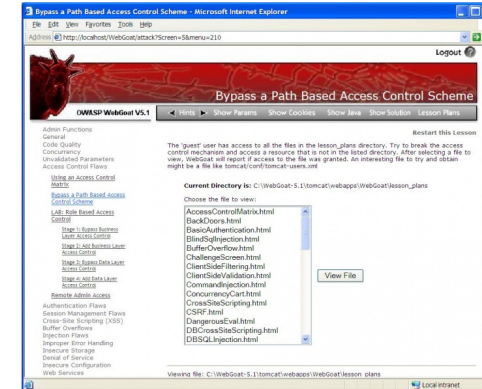 Bypass a Path Based Access Control Scheme - Microsoft Internet Explorer
File Edit View Favorites Tools Help
Address http://localhost/WebGoat/attack?Screen=5&menu=210
Logout ?
Bypass a Path Based Access Control Scheme
OWASP WebGoat V5.1
Hints Show Params Show Cookies Show Java Show Solution Lesson Plans
Admin Functions
General
Code Quality
Concurrency
Unvalidated Parameters
Access Control Flaws
Using an Access Control
Matrix
Bypass a Path Based Access
Control Scheme
LAB: Role Based Access
Control
Stage 1: Bypass Business
Layer Access Control
Stage 2: Add Business Layer
Access Control
Stage 3: Bypass Data Layer
Access Control
Stage 4: Add Data Layer
Access Control
Remote Admin Access
Authentication Flaws
Session Management Flaws
Cross-Site Scripting (XSS)
Buffer Overflows
Injection Flaws
Improper Error Handling
Insecure Storage
Denial of Service
Insecure Configuration
Web Services
Restart this Lesson
The 'guest' user has access to all the files in the lesson_plans directory. Try to break the access
control mechanism and access a resource that is not in the listed directory. After selecting a file to
view, WebGoat will report if access to the file was granted. An interesting file to try and obtain
might be a file like tomcat/conf/tomcat-users.xml
Current Directory is: C:\WebGoat-5.1\tomcat\webapps\WebGoat\lesson_plans
Choose the file to view:
AccessControlMatrix.html
BackDoors.html
BasicAuthentication.html
BlindSqlInjection.html
BufferOverflow.html
ChallengeScreen.html
ClientSideFiltering.html
ClientSideValidation.html
CommandInjection.html
ConcurrencyCart.html
CrossSiteScripting.html
CSRF.html
DangerousEval.html
DBCrossSiteScripting.html
DBSQLInjection.html
View File
Viewing file: C:\WebGoat-5.1\tomcat\webapps\WebGoat\lesson_plans
Local intranet